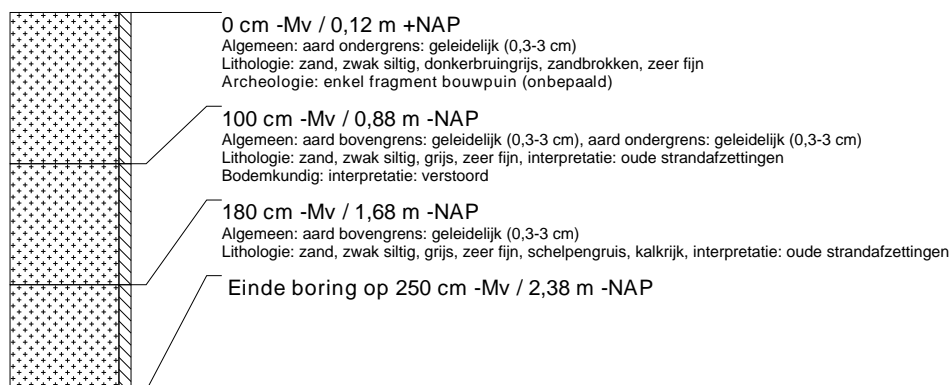 0 cm -Mv / 0,12 m +NAP
Algemeen: aard ondergrens: geleidelijk (0,3-3 cm)
Lithologie: zand, zwak siltig, donkerbruingrijs, zandbrokken, zeer fijn
Archeologie: enkel fragment bouwpuin (onbepaald)
100 cm -Mv / 0,88 m -NAP
Algemeen: aard bovengrens: geleidelijk (0,3-3 cm), aard ondergrens: geleidelijk (0,3-3 cm)
Lithologie: zand, zwak siltig, grijs, zeer fijn, interpretatie: oude strandafzettingen
Bodemkundig: interpretatie: verstoord
180 cm -Mv / 1,68 m -NAP
Algemeen: aard bovengrens: geleidelijk (0,3-3 cm)
Lithologie: zand, zwak siltig, grijs, zeer fijn, schelpengruis, kalkrijk, interpretatie: oude strandafzettingen
Einde boring op 250 cm -Mv / 2,38 m -NAP